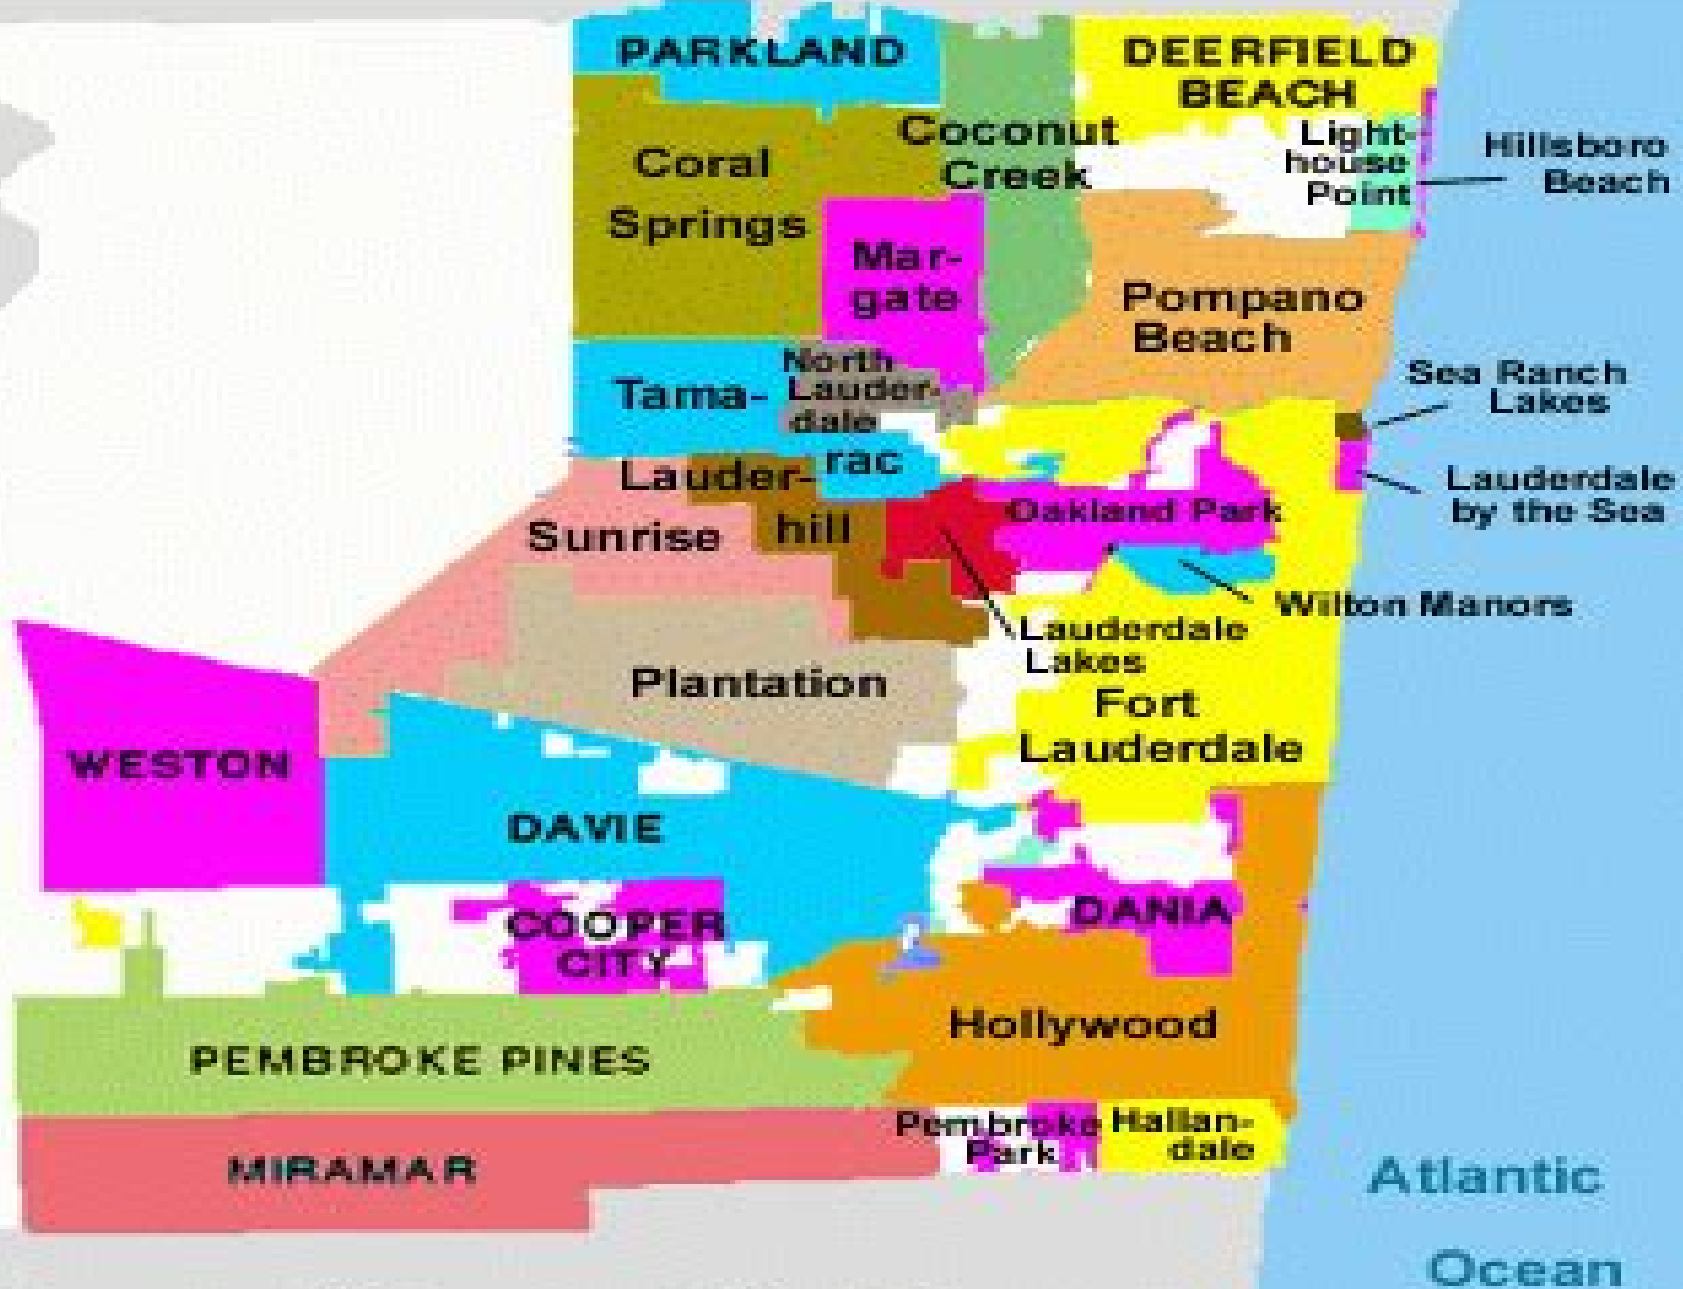 PARKLAND
DEERFIELD
BEACH
Coconut
Creek
Light-
house
Point
Hillsboro
Beach
Coral
Springs
Mar-
gate
Pompano
Beach
North
Lauder-
dale
Tama-
rac
Sea Ranch
Lakes
Lauder-
hill
Lauderdale
by the Sea
Oakland Park
Sunrise
Wilton Manors
Lauderdale
Lakes
Plantation
Fort
Lauderdale
WESTON
DAVIE
COOPER
CITY
DANIA
Hollywood
PEMBROKE PINES
Pembroke
Park
Hallan-
dale
MIRAMAR
Atlantic
Ocean